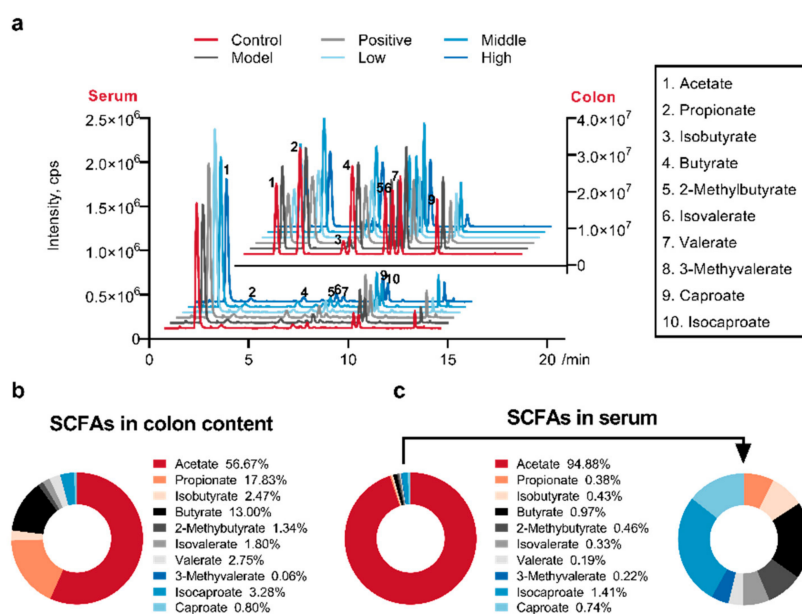 a
Control
Positive
Middle
Model
Low
High
Serum
Colon
2.5×10⁶
2.0×10⁶
1.5×10⁶
1.0×10⁶
0.5×10⁶
0
Intensity, cps
4.0×10⁷
3.0×10⁷
2.0×10⁷
1.0×10⁷
0
1
2
3
4
5
6
7
9
1
2
4
5
6
7
9
10
0
5
10
15
20 /min
1. Acetate
2. Propionate
3. Isobutyrate
4. Butyrate
5. 2-Methylbutyrate
6. Isovalerate
7. Valerate
8. 3-Methyvalerate
9. Caproate
10. Isocaproate
b
SCFAs in colon content
Acetate 56.67%
Propionate 17.83%
Isobutyrate 2.47%
Butyrate 13.00%
2-Methybutyrate 1.34%
Isovalerate 1.80%
Valerate 2.75%
3-Methyvalerate 0.06%
Isocaproate 3.28%
Caproate 0.80%
c
SCFAs in serum
Acetate 94.88%
Propionate 0.38%
Isobutyrate 0.43%
Butyrate 0.97%
2-Methybutyrate 0.46%
Isovalerate 0.33%
Valerate 0.19%
3-Methyvalerate 0.22%
Isocaproate 1.41%
Caproate 0.74%